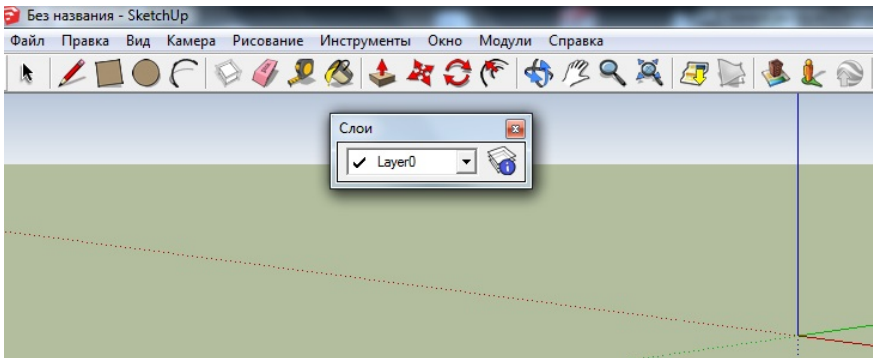 Без названия - SketchUp
Файл Правка Вид Камера Рисование Инструменты Окно Модули Справка
Слои
Layer0